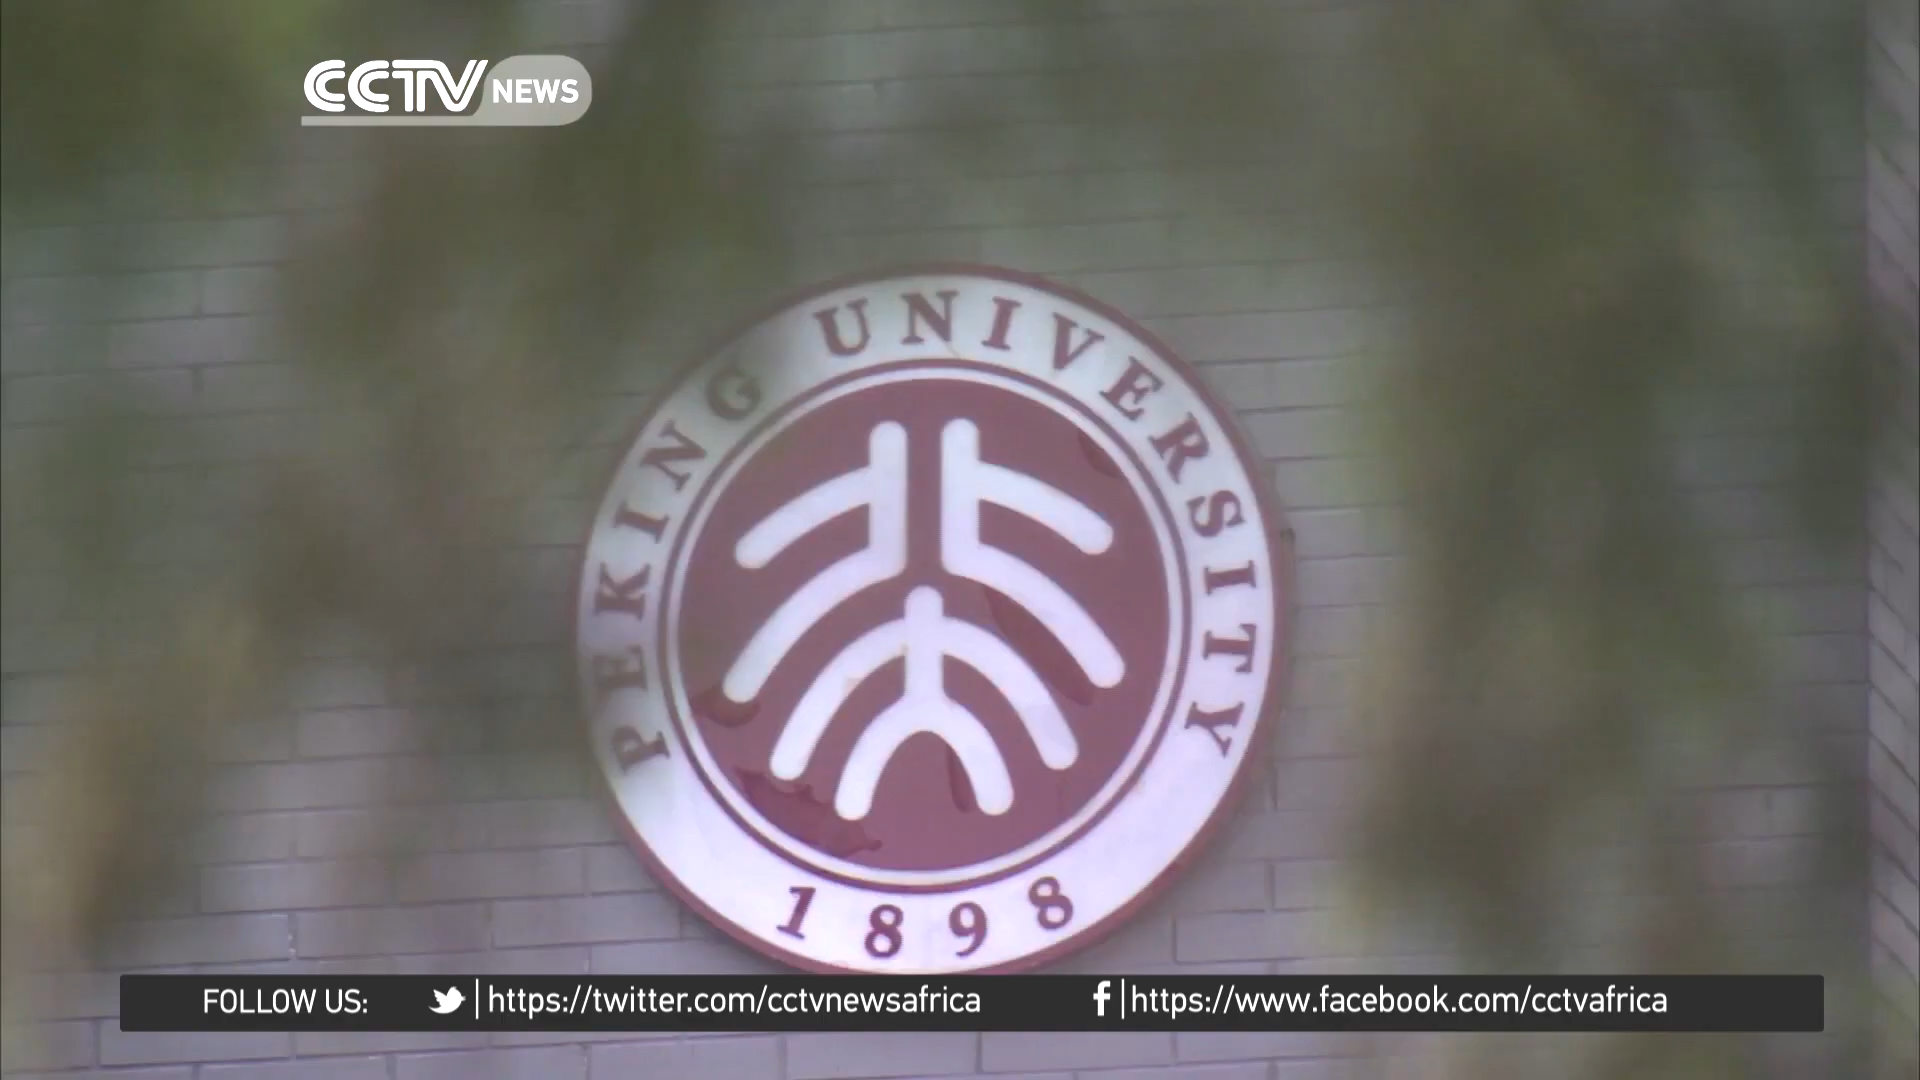 CCTV NEWS
PEKING UNIVERSITY
1898
FOLLOW US: https://twitter.com/cctvnewsafrica https://www.facebook.com/cctvafrica